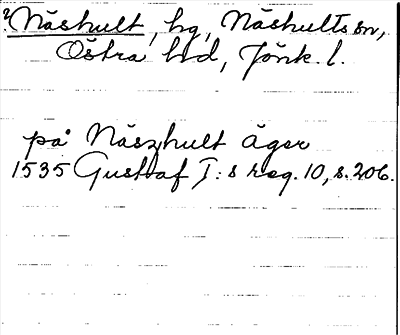 ? Näshult, hg, Näshults sn,
Östra hd, Jönk. l.
på Näszhult äger
1535 Gustaf I:s reg. 10, s. 206.